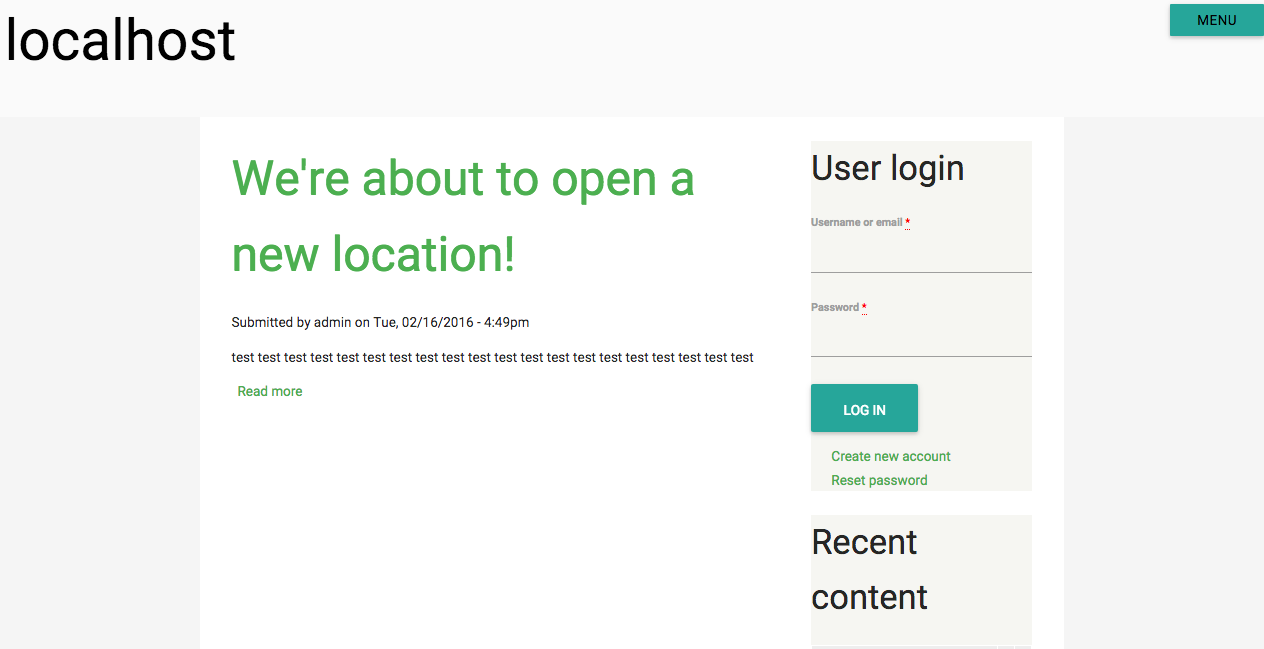 localhost
MENU
We're about to open a
new location!
Submitted by admin on Tue, 02/16/2016 - 4:49pm
test test test test test test test test test test test test test test test test test test test test
Read more
User login
Username or email *
Password *
LOG IN
Create new account
Reset password
Recent
content